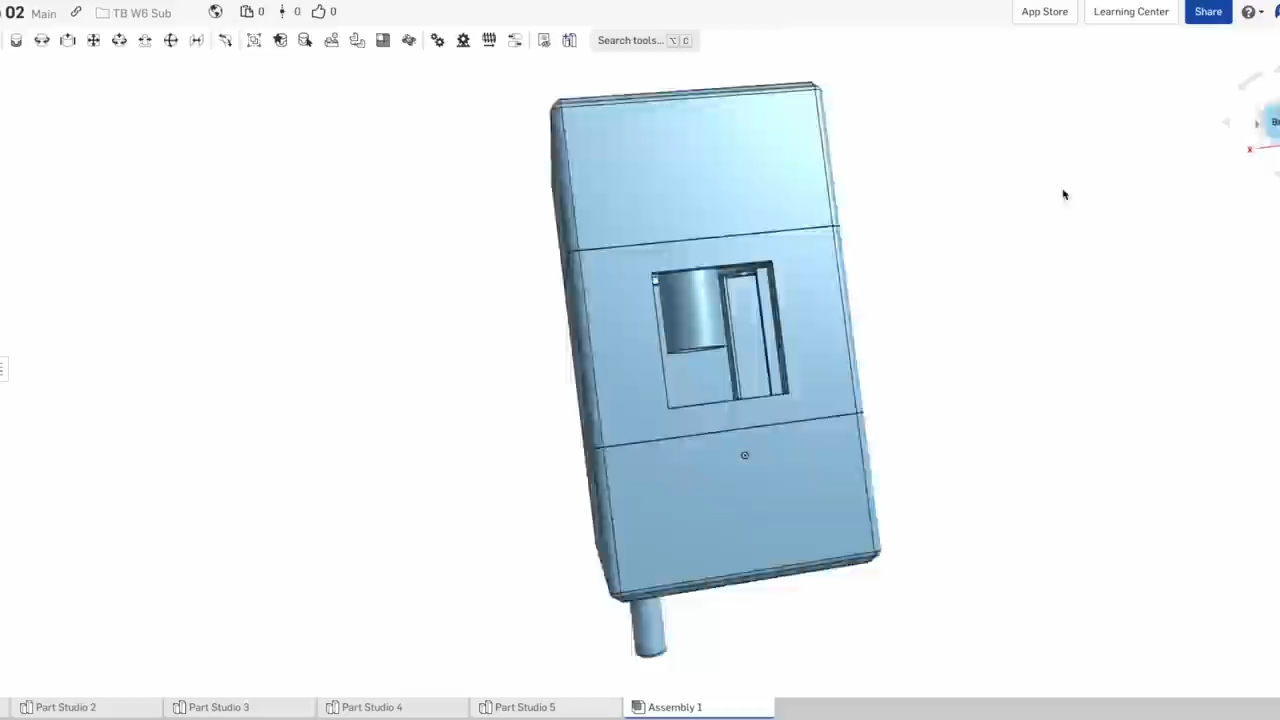 02 Main TB W6 Sub 0 0 0 App Store Learning Center Share
Search tools... ⌥ C
x
Part Studio 2 Part Studio 3 Part Studio 4 Part Studio 5 Assembly 1